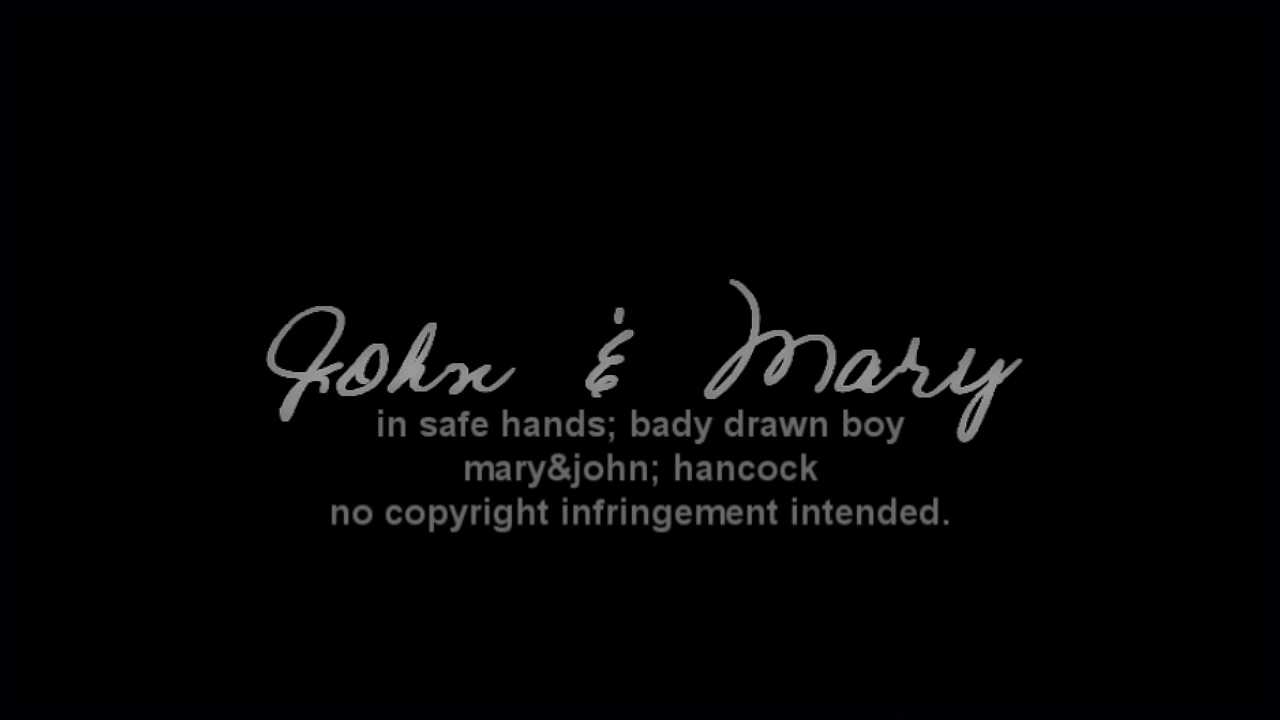 John & Mary
in safe hands; bady drawn boy
mary&john; hancock
no copyright infringement intended.